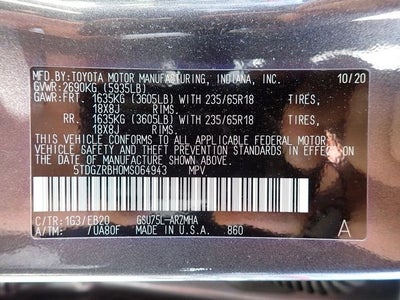 MFD.BY:TOYOTA MOTOR MANUFACTURING, INDIANA, INC. 10/20
GVWR: 2690KG (5935LB)
GAWR:FRT. 1635KG (3605LB) WITH 235/65R18 TIRES,
18X8J RIMS.
RR. 1635KG (3605LB) WITH 235/65R18 TIRES,
18X8J RIMS.
THIS VEHICLE CONFORMS TO ALL APPLICABLE FEDERAL MOTOR
VEHICLE SAFETY STANDARDS IN EFFECT ON THE DATE OF
MANUFACTURE SHOWN ABOVE.
5TDGZRBH0MS064943 MPV
C/TR:1G3/EB20 GSU75L-ARZMHA A
A/TM: /UA80F MADE IN U.S.A. 860